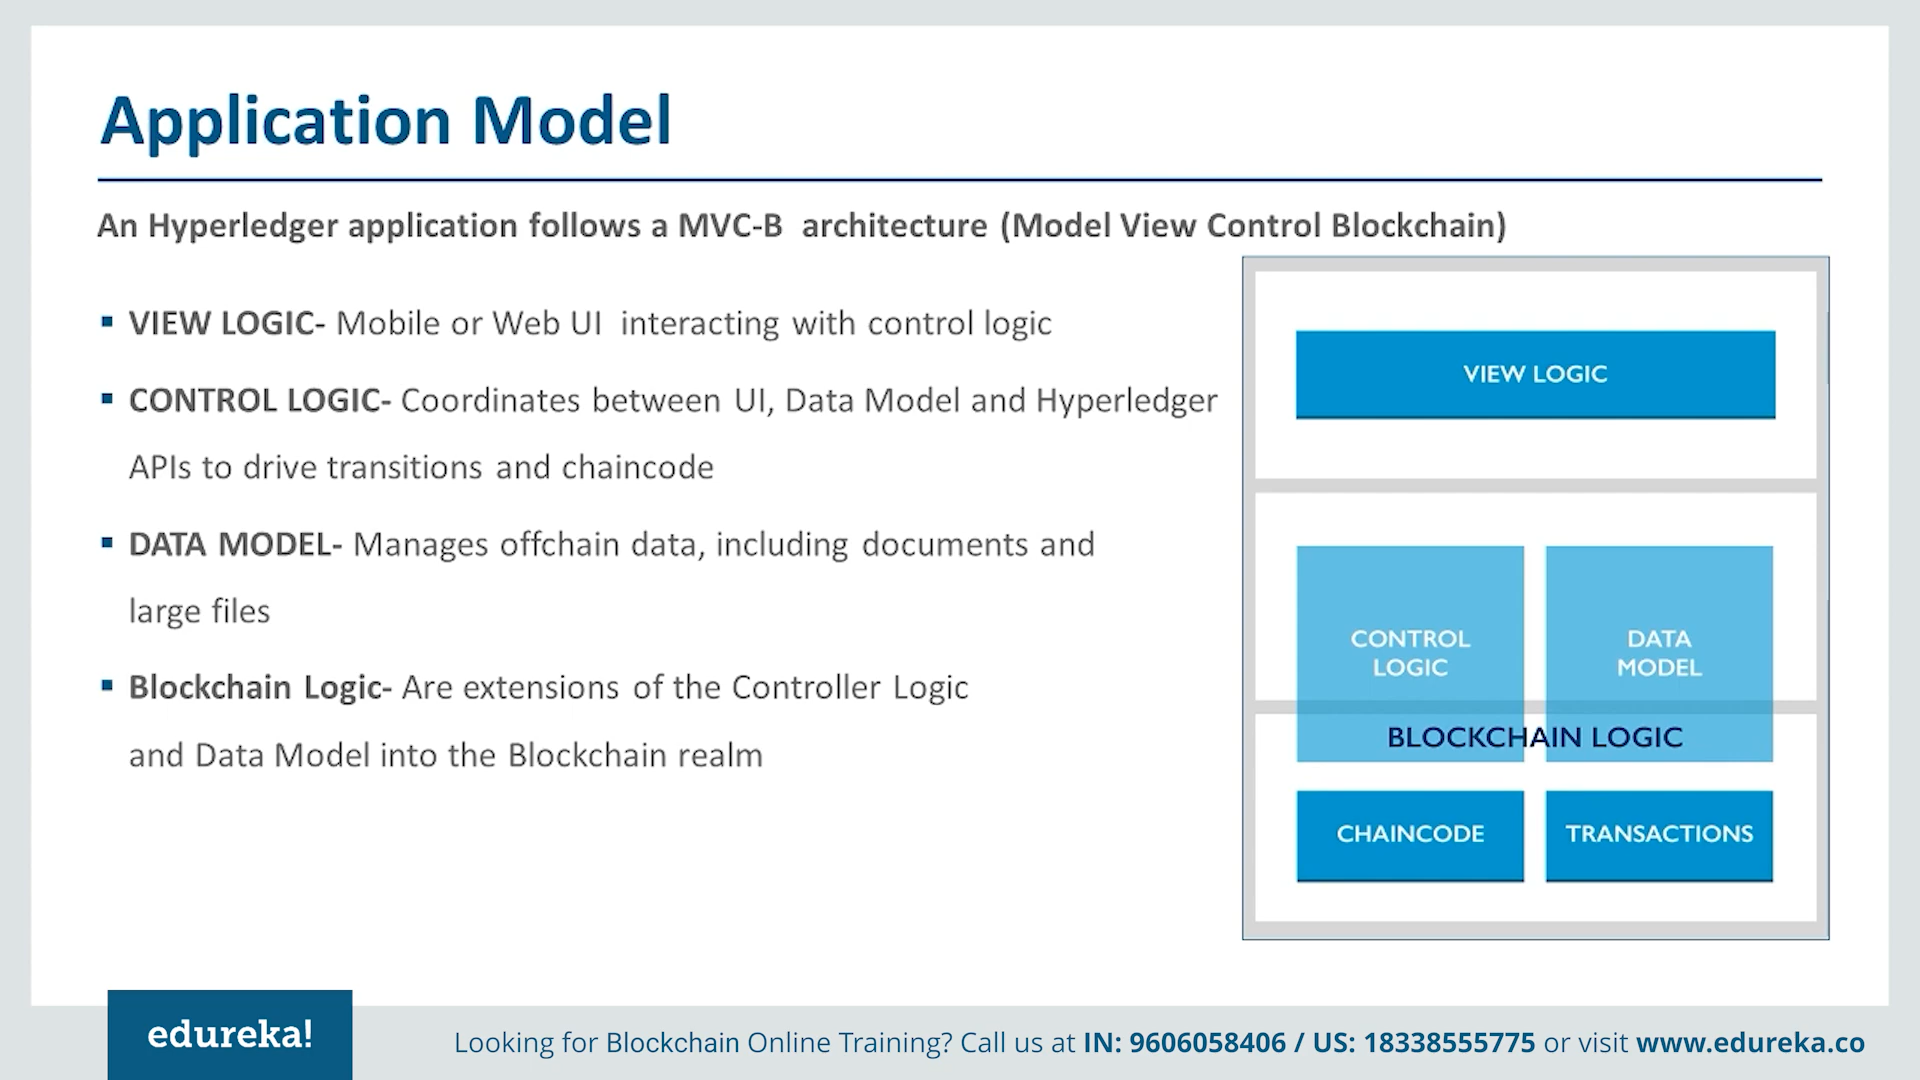 Application Model
An Hyperledger application follows a MVC-B architecture (Model View Control Blockchain)
VIEW LOGIC- Mobile or Web UI interacting with control logic
CONTROL LOGIC- Coordinates between UI, Data Model and Hyperledger
APIs to drive transitions and chaincode
DATA MODEL- Manages offchain data, including documents and
large files
Blockchain Logic- Are extensions of the Controller Logic
and Data Model into the Blockchain realm
VIEW LOGIC
CONTROL
LOGIC
DATA
MODEL
BLOCKCHAIN LOGIC
CHAINCODE
TRANSACTIONS
edureka!
Looking for Blockchain Online Training? Call us at IN: 9606058406 / US: 18338555775 or visit www.edureka.co